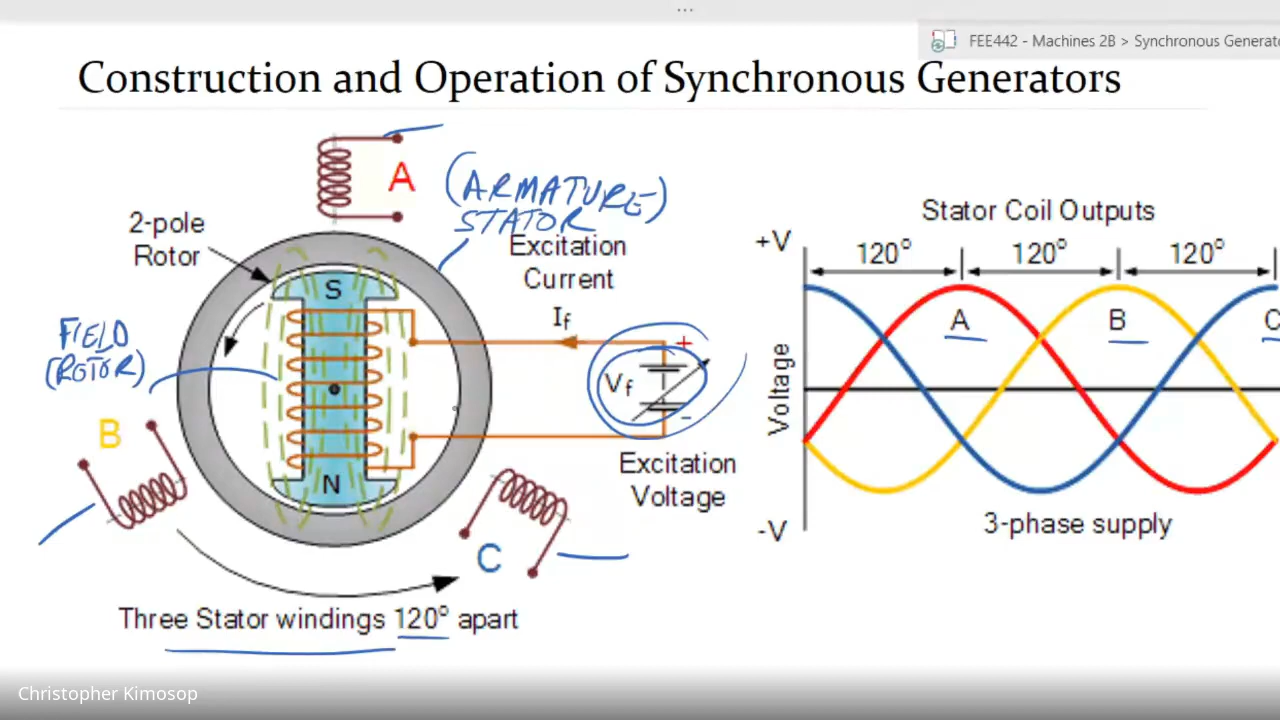 ...
FEE442 - Machines 2B > Synchronous Generato
Construction and Operation of Synchronous Generators
A
(ARMATURE)
STATOR
2-pole
Rotor
Excitation
Current
If
S
FIELD
(ROTOR)
+
Vf
-
B
N
Excitation
Voltage
C
Three Stator windings 120° apart
Stator Coil Outputs
+V
120° 120° 120°
A B C
Voltage
-V
3-phase supply
Christopher Kimosop